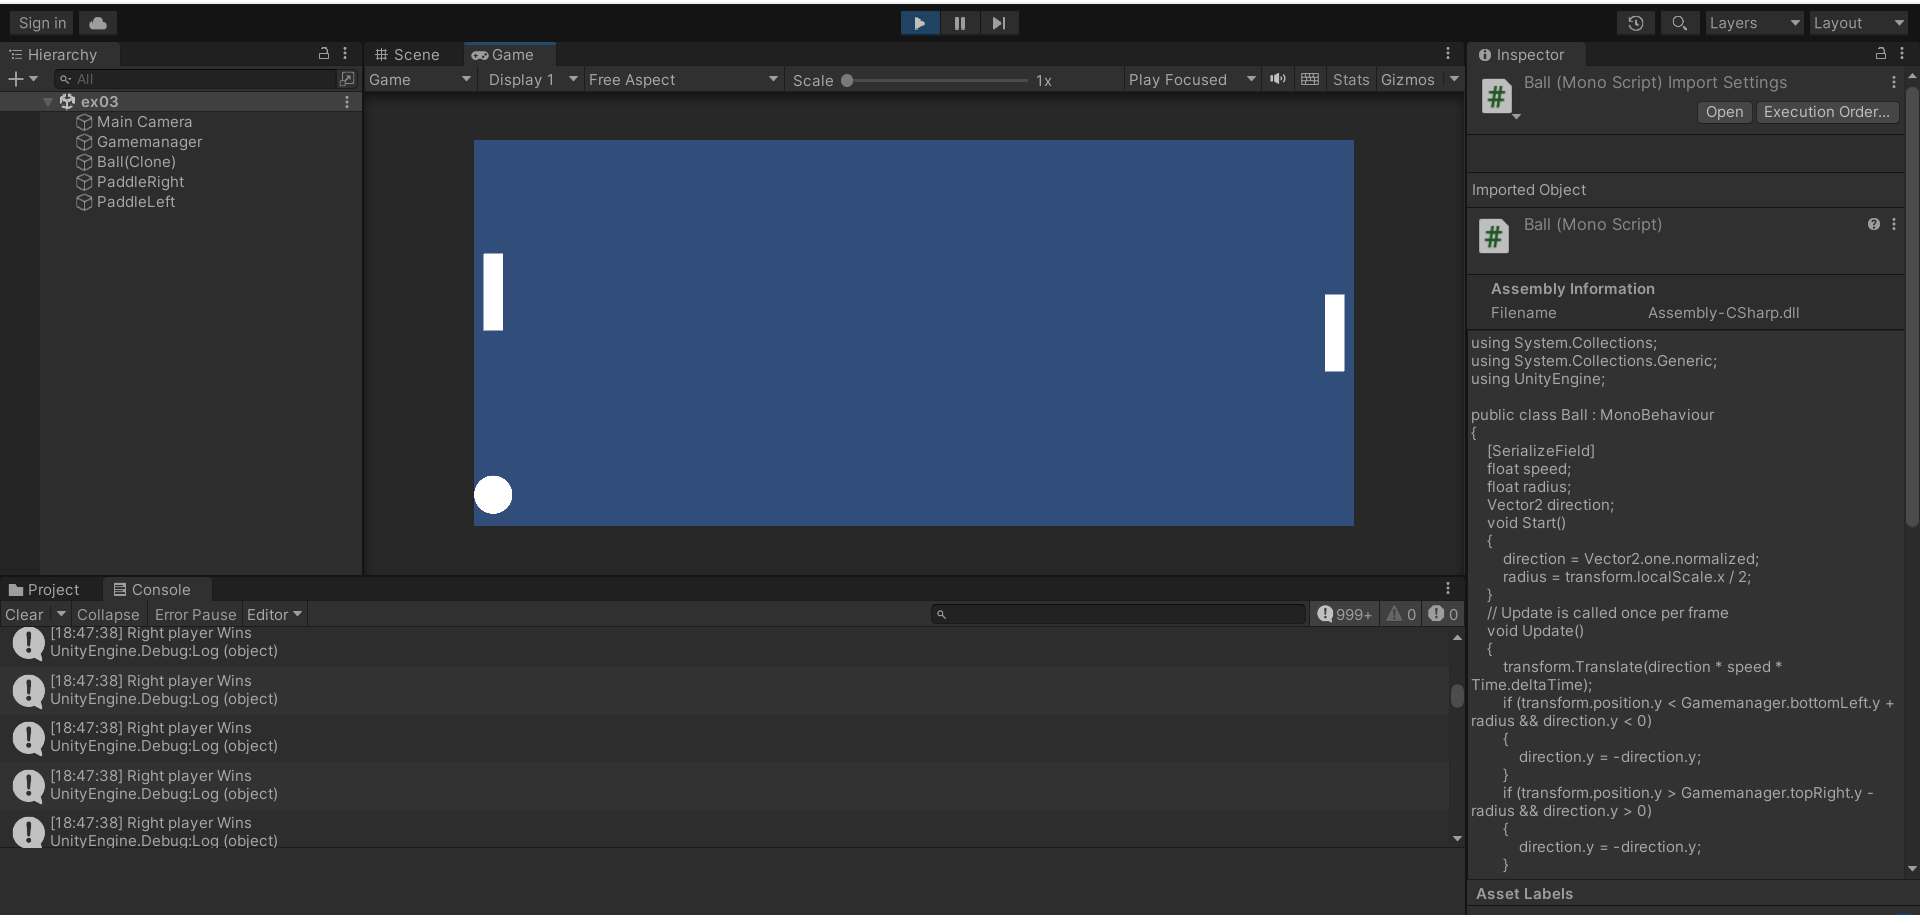 Sign in
Layers
Layout
Hierarchy
All
ex03
Main Camera
Gamemanager
Ball(Clone)
PaddleRight
PaddleLeft
Scene
Game
Game
Display 1
Free Aspect
Scale
1x
Play Focused
Stats
Gizmos
Project
Console
Clear
Collapse
Error Pause
Editor
999+
0
0
[18:47:38] Right player Wins
UnityEngine.Debug:Log (object)
[18:47:38] Right player Wins
UnityEngine.Debug:Log (object)
[18:47:38] Right player Wins
UnityEngine.Debug:Log (object)
[18:47:38] Right player Wins
UnityEngine.Debug:Log (object)
[18:47:38] Right player Wins
UnityEngine.Debug:Log (object)
Inspector
Ball (Mono Script) Import Settings
Open
Execution Order...
Imported Object
Ball (Mono Script)
Assembly Information
Filename Assembly-CSharp.dll
using System.Collections;
using System.Collections.Generic;
using UnityEngine;
public class Ball : MonoBehaviour
{
[SerializeField]
float speed;
float radius;
Vector2 direction;
void Start()
{
direction = Vector2.one.normalized;
radius = transform.localScale.x / 2;
}
// Update is called once per frame
void Update()
{
transform.Translate(direction * speed *
Time.deltaTime);
if (transform.position.y < Gamemanager.bottomLeft.y +
radius && direction.y < 0)
{
direction.y = -direction.y;
}
if (transform.position.y > Gamemanager.topRight.y -
radius && direction.y > 0)
{
direction.y = -direction.y;
}
Asset Labels